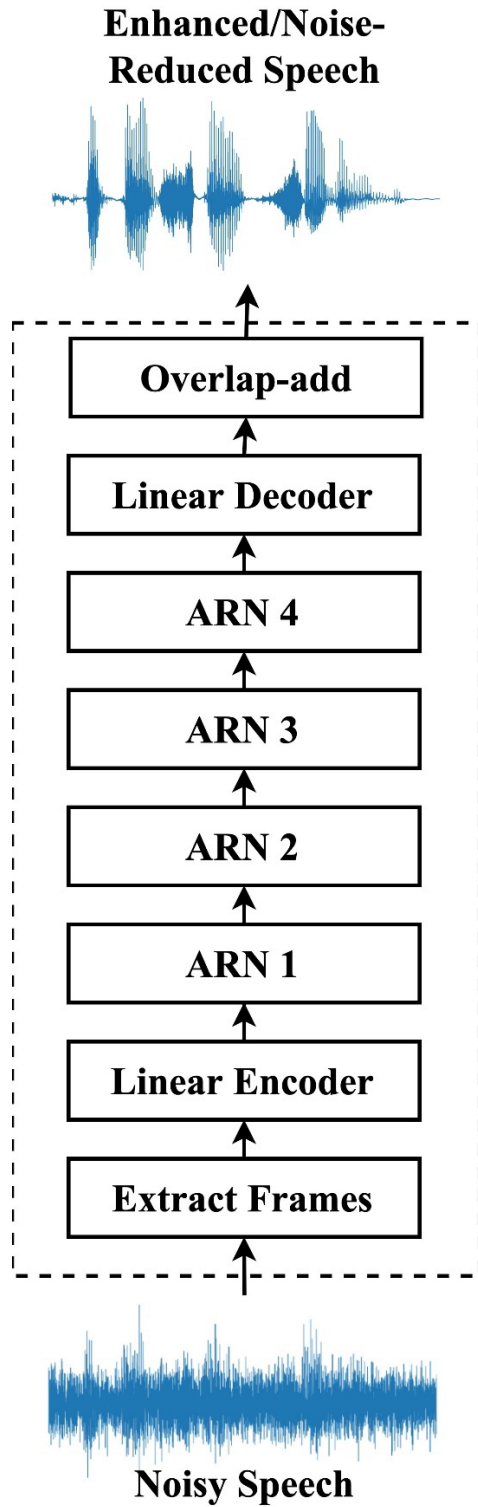 Enhanced/Noise-
Reduced Speech
Overlap-add
Linear Decoder
ARN 4
ARN 3
ARN 2
ARN 1
Linear Encoder
Extract Frames
Noisy Speech